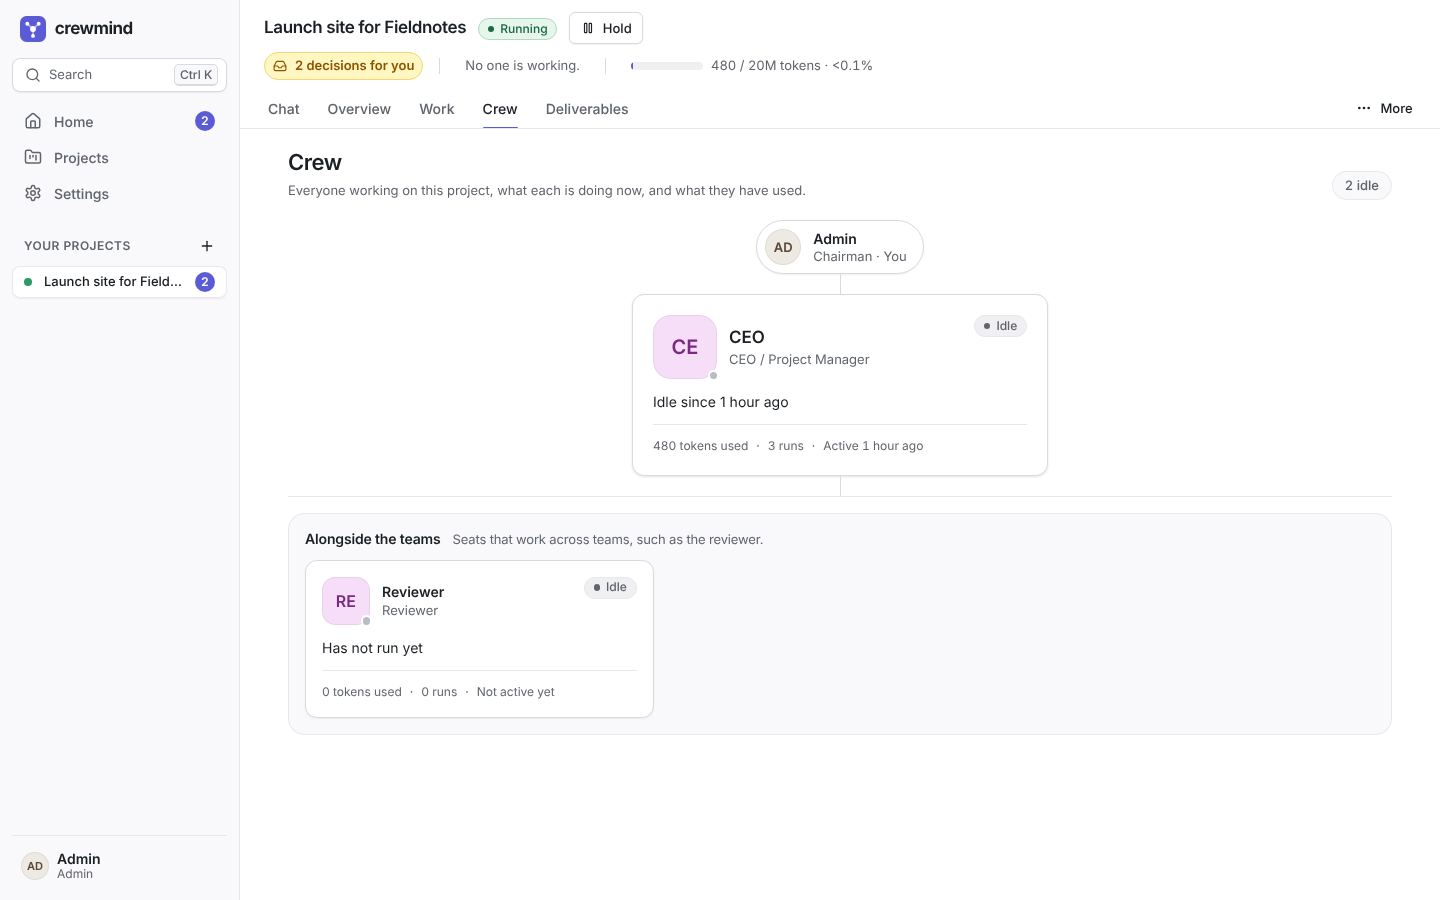 crewmind
Search Ctrl K
Home 2
Projects
Settings
YOUR PROJECTS
Launch site for Field... 2
AD Admin
Admin
Launch site for Fieldnotes Running Hold
2 decisions for you No one is working. 480 / 20M tokens · <0.1%
Chat Overview Work Crew Deliverables More
Crew
Everyone working on this project, what each is doing now, and what they have used.
2 idle
AD Admin
Chairman · You
CE CEO Idle
CEO / Project Manager
Idle since 1 hour ago
480 tokens used · 3 runs · Active 1 hour ago
Alongside the teams Seats that work across teams, such as the reviewer.
RE Reviewer Idle
Reviewer
Has not run yet
0 tokens used · 0 runs · Not active yet